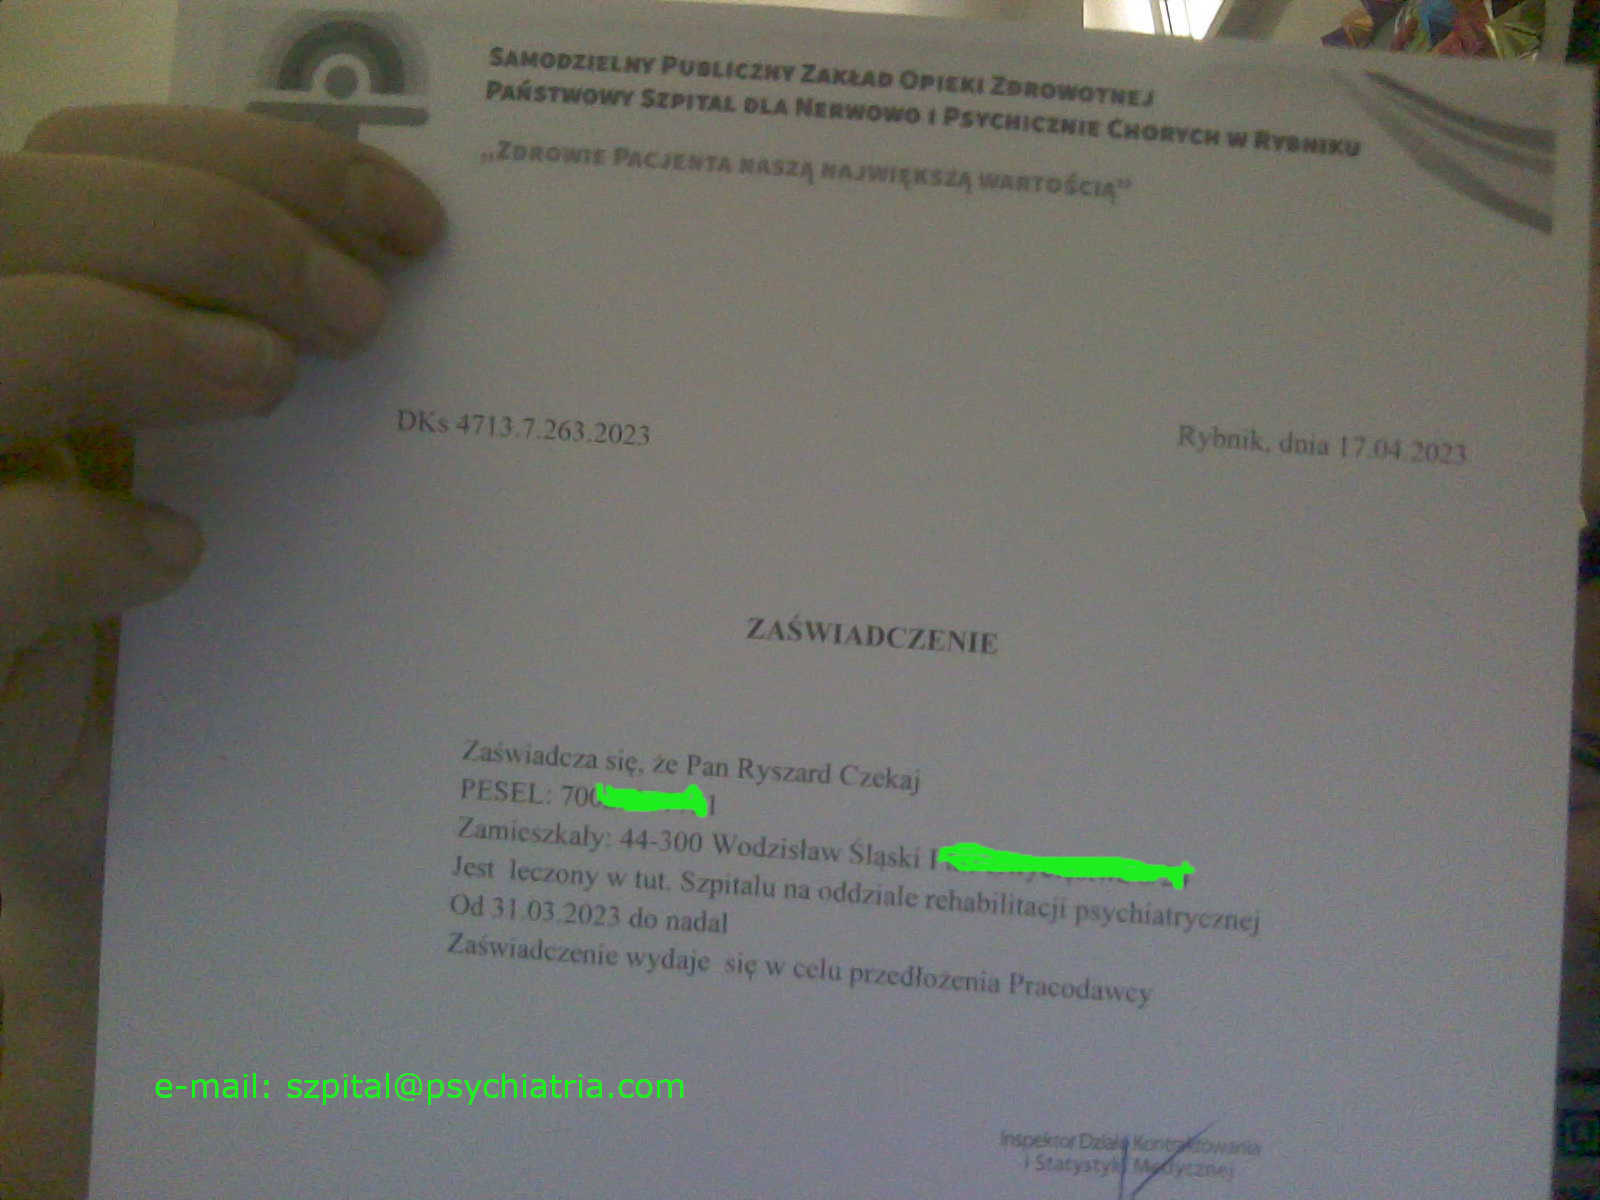 SAMODZIELNY PUBLICZNY ZAKŁAD OPIEKI ZDROWOTNEJ
PAŃSTWOWY SZPITAL DLA NERWOWO I PSYCHICZNIE CHORYCH W RYBNIKU
„ZDROWIE PACJENTA NASZĄ NAJWIĘKSZĄ WARTOŚCIĄ”
DKs 4713.7.263.2023
Rybnik, dnia 17.04.2023
ZAŚWIADCZENIE
Zaświadcza się, że Pan Ryszard Czekaj
PESEL: 700 1
Zamieszkały: 44-300 Wodzisław Śląski
Jest leczony w tut. Szpitalu na oddziale rehabilitacji psychiatrycznej
Od 31.03.2023 do nadal
Zaświadczenie wydaje się w celu przedłożenia Pracodawcy
e-mail: szpital@psychiatria.com
Inspektor Działu Kontraktowania
i Statystyki Medycznej